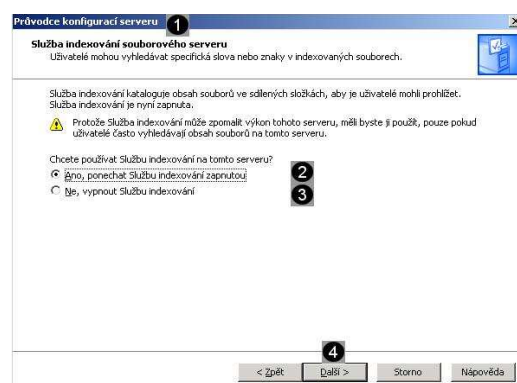 Průvodce konfigurací serveru 1
Služba indexování souborového serveru
Uživatelé mohou vyhledávat specifická slova nebo znaky v indexovaných souborech.
Služba indexování kataloguje obsah souborů ve sdílených složkách, aby je uživatelé mohli prohlížet.
Služba indexování je nyní zapnuta.
Protože Služba indexování může zpomalit výkon tohoto serveru, měli byste ji použít, pouze pokud
uživatelé často vyhledávají obsah souborů na tomto serveru.
Chcete používat Službu indexování na tomto serveru?
Ano, ponechat Službu indexování zapnutou 2
Ne, vypnout Službu indexování 3
4
< Zpět Další > Storno Nápověda